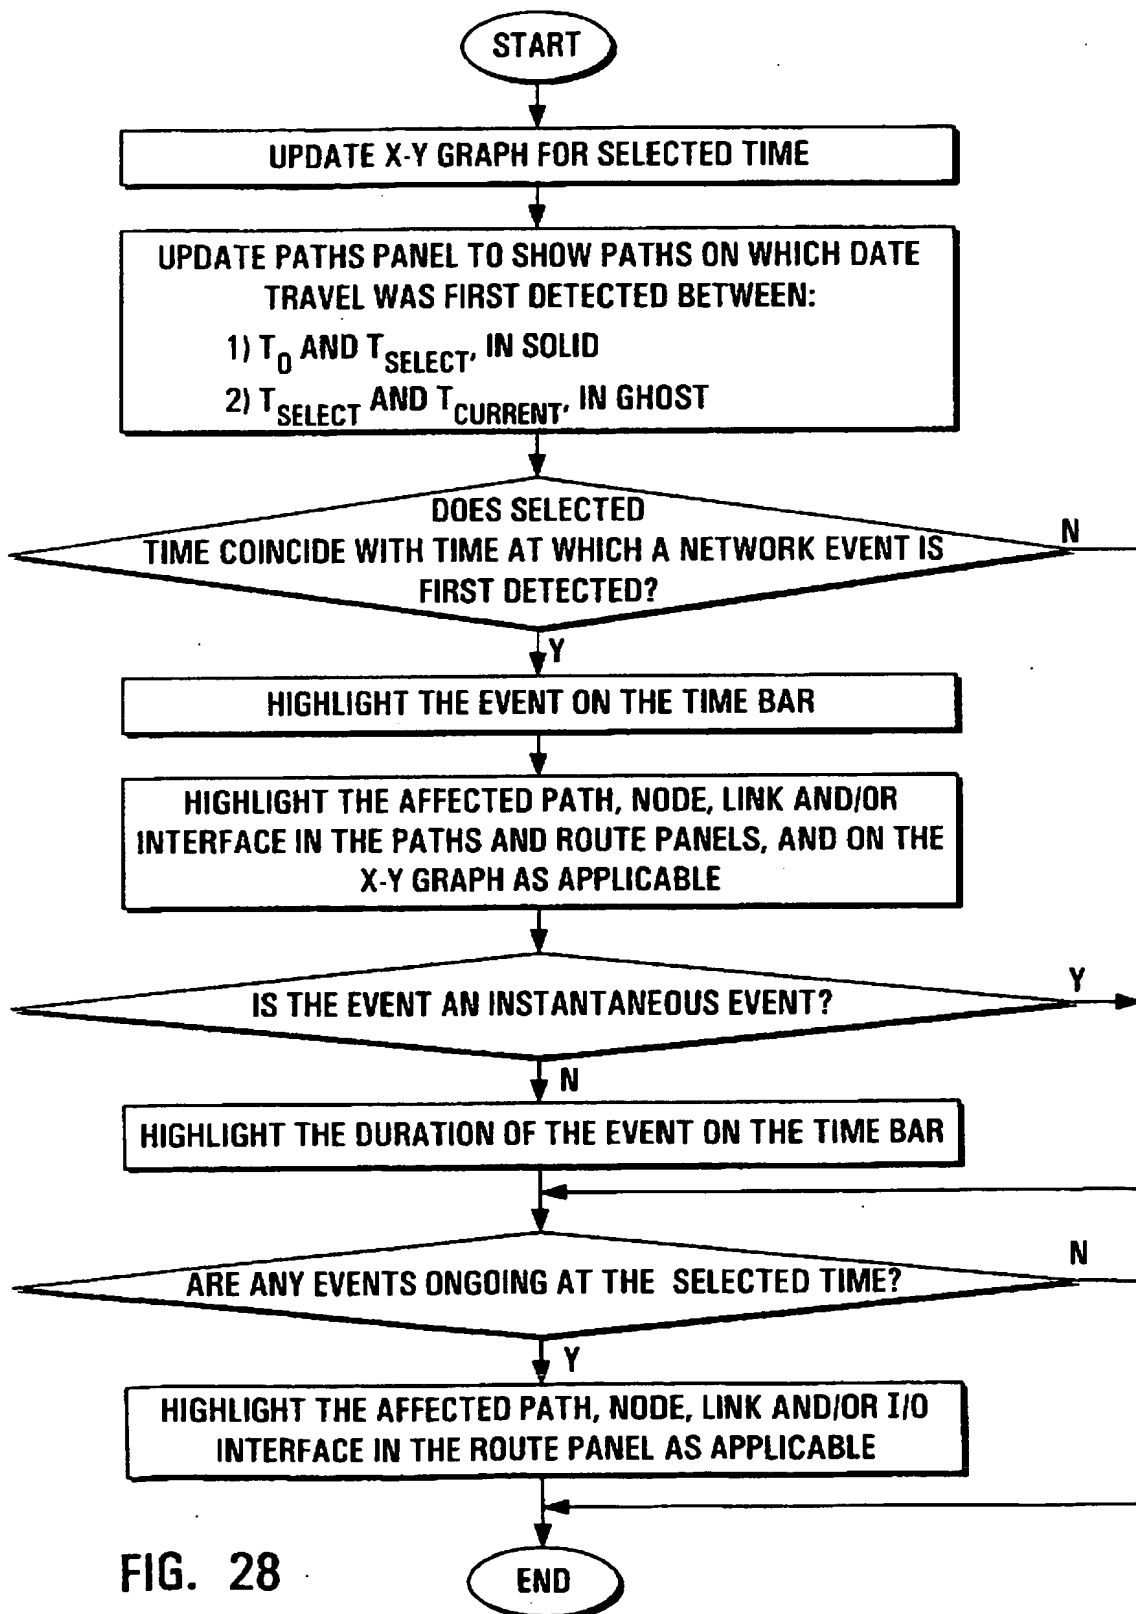 START
UPDATE X-Y GRAPH FOR SELECTED TIME
UPDATE PATHS PANEL TO SHOW PATHS ON WHICH DATE
TRAVEL WAS FIRST DETECTED BETWEEN:
1) T0 AND TSELECT, IN SOLID
2) TSELECT AND TCURRENT, IN GHOST
DOES SELECTED
TIME COINCIDE WITH TIME AT WHICH A NETWORK EVENT IS
FIRST DETECTED?
N
Y
HIGHLIGHT THE EVENT ON THE TIME BAR
HIGHLIGHT THE AFFECTED PATH, NODE, LINK AND/OR
INTERFACE IN THE PATHS AND ROUTE PANELS, AND ON THE
X-Y GRAPH AS APPLICABLE
IS THE EVENT AN INSTANTANEOUS EVENT?
Y
N
HIGHLIGHT THE DURATION OF THE EVENT ON THE TIME BAR
ARE ANY EVENTS ONGOING AT THE SELECTED TIME?
N
Y
HIGHLIGHT THE AFFECTED PATH, NODE, LINK AND/OR I/O
INTERFACE IN THE ROUTE PANEL AS APPLICABLE
END
FIG. 28